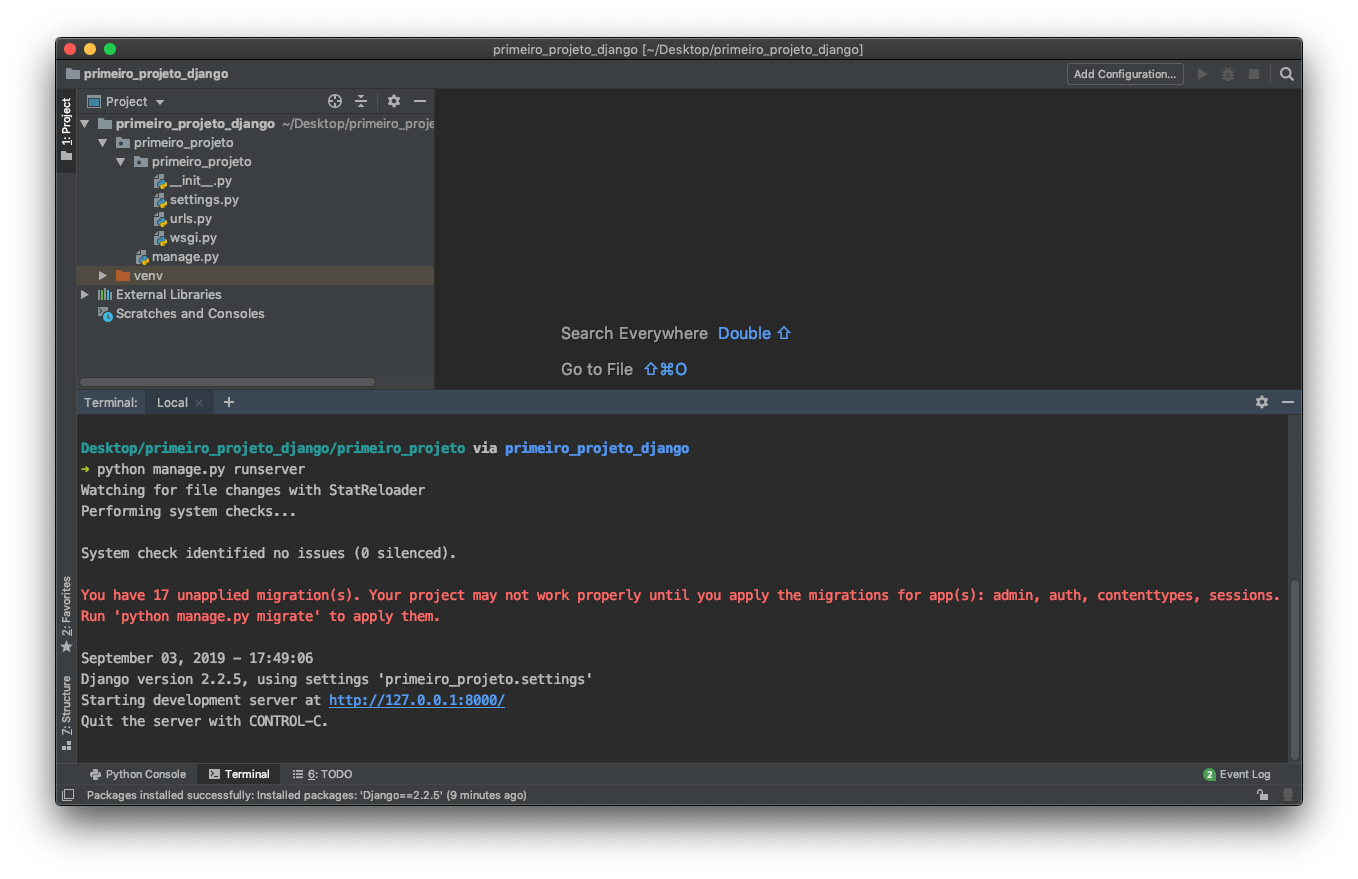 primeiro_projeto_django [~/Desktop/primeiro_projeto_django]
primeiro_projeto_django
Add Configuration...
1: Project
Project
primeiro_projeto_django ~/Desktop/primeiro_proje
primeiro_projeto
primeiro_projeto
__init__.py
settings.py
urls.py
wsgi.py
manage.py
venv
External Libraries
Scratches and Consoles
Search Everywhere Double ⇧
Go to File ⇧⌘O
Terminal: Local × +
Desktop/primeiro_projeto_django/primeiro_projeto via primeiro_projeto_django
➜ python manage.py runserver
Watching for file changes with StatReloader
Performing system checks...
System check identified no issues (0 silenced).
You have 17 unapplied migration(s). Your project may not work properly until you apply the migrations for app(s): admin, auth, contenttypes, sessions.
Run 'python manage.py migrate' to apply them.
September 03, 2019 - 17:49:06
Django version 2.2.5, using settings 'primeiro_projeto.settings'
Starting development server at http://127.0.0.1:8000/
Quit the server with CONTROL-C.
2: Favorites
Z: Structure
Python Console Terminal 6: TODO 2 Event Log
Packages installed successfully: Installed packages: 'Django==2.2.5' (9 minutes ago)